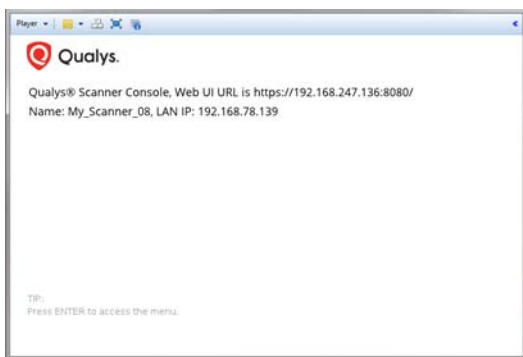 Player
Qualys.
Qualys® Scanner Console, Web UI URL is https://192.168.247.136:8080/
Name: My_Scanner_08, LAN IP: 192.168.78.139
TIP:
Press ENTER to access the menu.